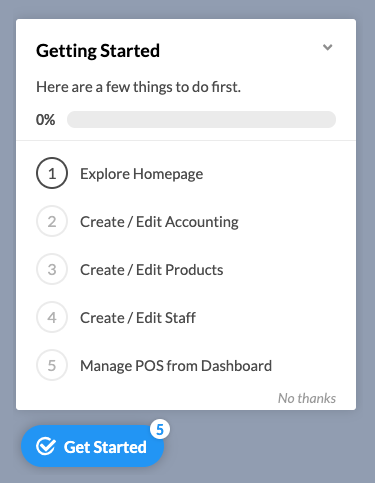 Getting Started
Here are a few things to do first.
0%
1 Explore Homepage
2 Create / Edit Accounting
3 Create / Edit Products
4 Create / Edit Staff
5 Manage POS from Dashboard
No thanks
Get Started 5